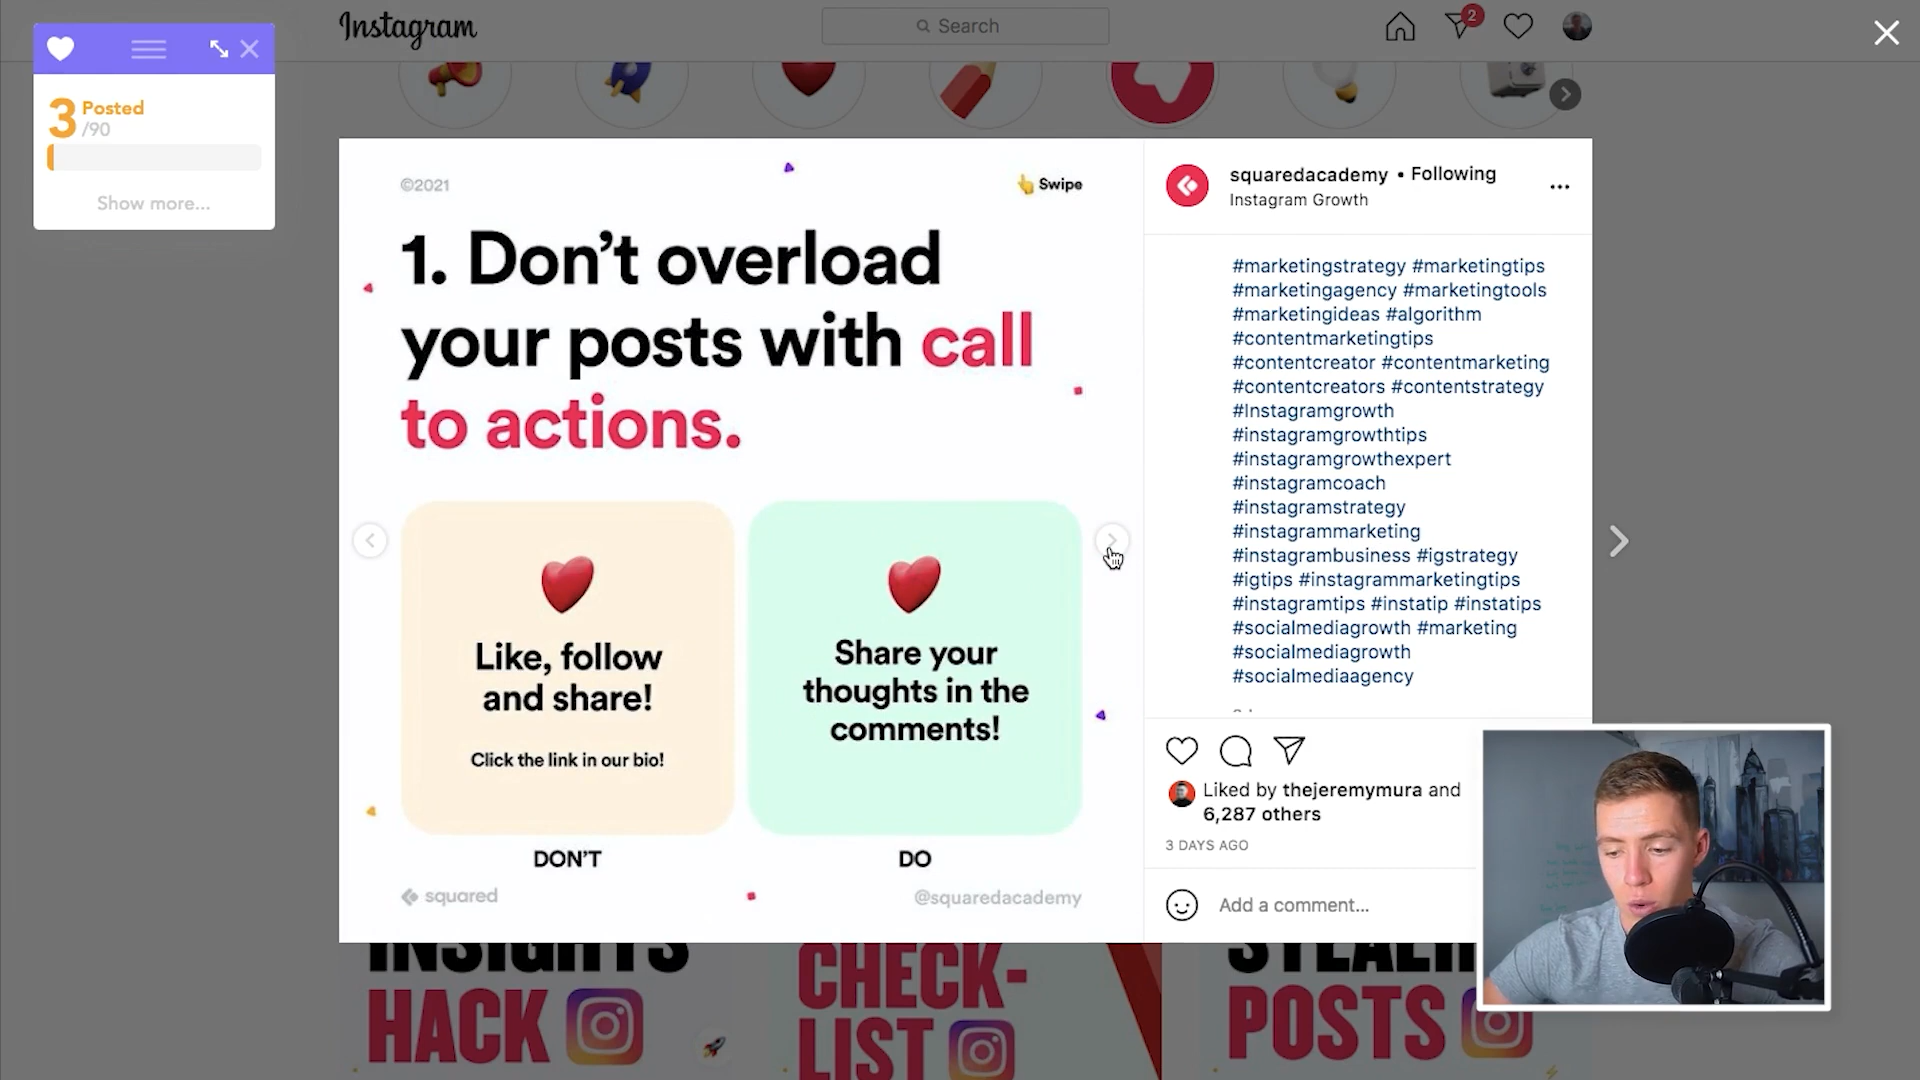 Instagram
Search
2
3 Posted
/90
Show more...
©2021
Swipe
1. Don't overload
your posts with call
to actions.
Like, follow
and share!
Click the link in our bio!
DON'T
Share your
thoughts in the
comments!
DO
squared
@squaredacademy
squaredacademy • Following
Instagram Growth
#marketingstrategy #marketingtips
#marketingagency #marketingtools
#marketingideas #algorithm
#contentmarketingtips
#contentcreator #contentmarketing
#contentcreators #contentstrategy
#Instagramgrowth
#instagramgrowthtips
#instagramgrowthexpert
#instagramcoach
#instagramstrategy
#instagrammarketing
#instagrambusiness #igstrategy
#igtips #instagrammarketingtips
#instagramtips #instatip #instatips
#socialmediagrowth #marketing
#socialmediagrowth
#socialmediaagency
Liked by thejeremymura and
6,287 others
3 DAYS AGO
Add a comment...
INSIGHTS
HACK
CHECK-
LIST
POSTS